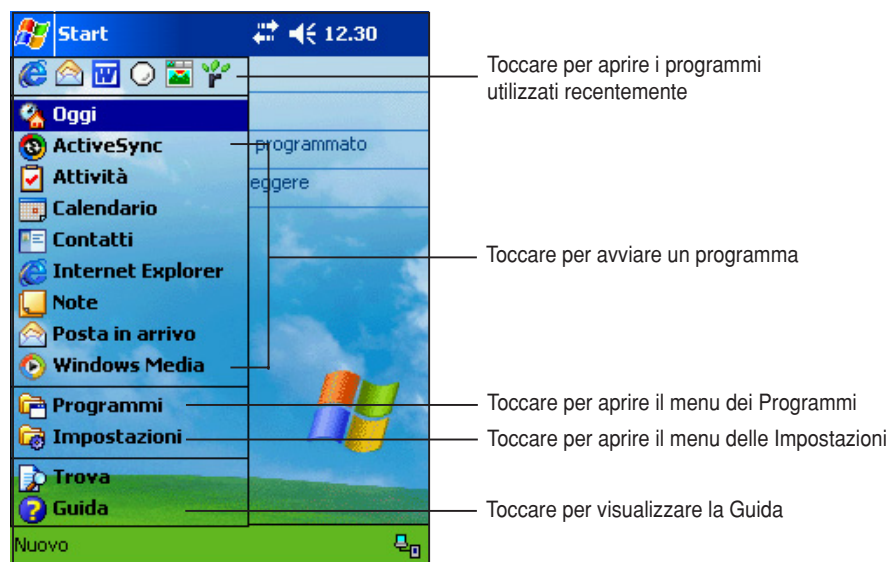 Start 12.30
Toccare per aprire i programmi
utilizzati recentemente
Oggi
ActiveSync
programmato
Attività
eggere
Calendario
Contatti
Internet Explorer
Toccare per avviare un programma
Note
Posta in arrivo
Windows Media
Programmi
Toccare per aprire il menu dei Programmi
Impostazioni
Toccare per aprire il menu delle Impostazioni
Trova
Guida
Toccare per visualizzare la Guida
Nuovo